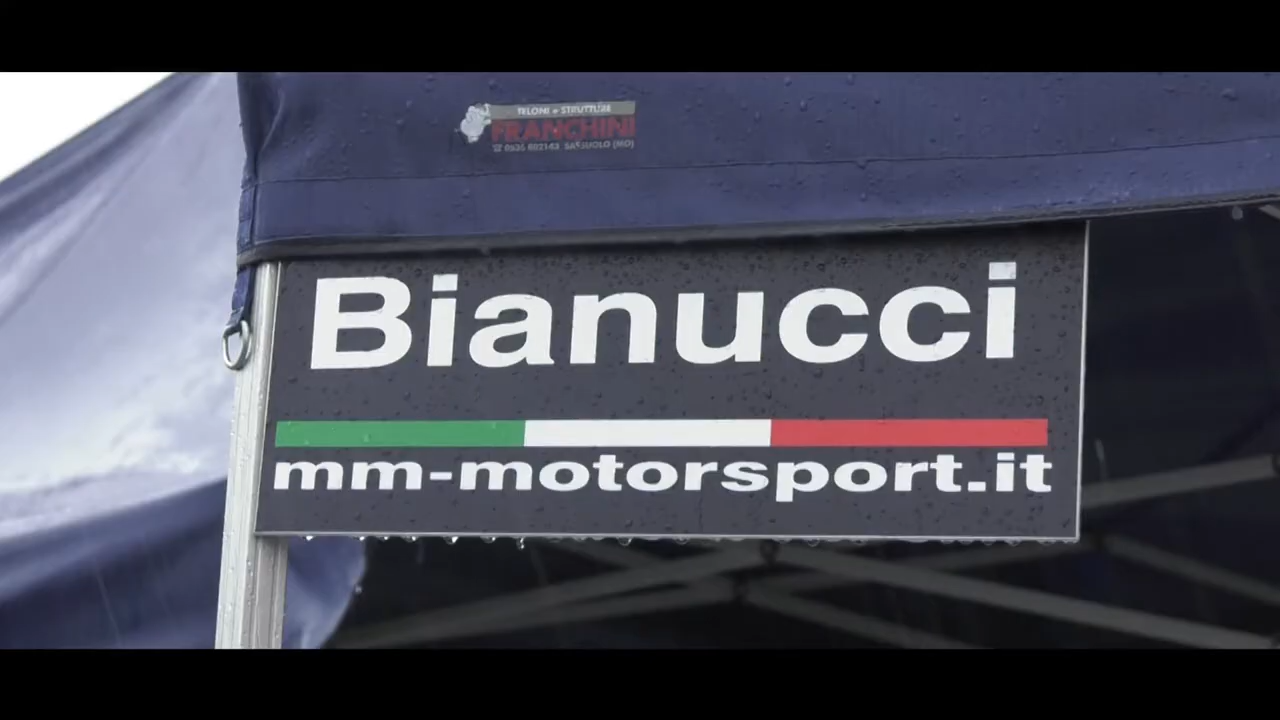 TELONI e STRUTTURE
FRANCHINI
SASSUOLO (MO)
Bianucci
mm-motorsport.it